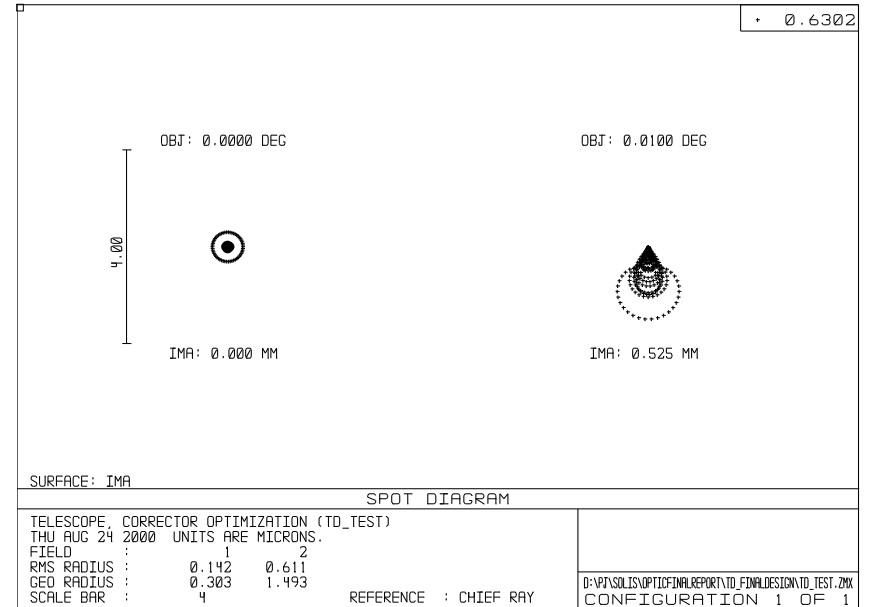 + 0.6302
OBJ: 0.0000 DEG
OBJ: 0.0100 DEG
4.00
IMA: 0.000 MM
IMA: 0.525 MM
SURFACE: IMA
SPOT DIAGRAM
TELESCOPE, CORRECTOR OPTIMIZATION (TD_TEST)
THU AUG 24 2000 UNITS ARE MICRONS.
FIELD : 1 2
RMS RADIUS : 0.142 0.611
GEO RADIUS : 0.303 1.493
SCALE BAR : 4 REFERENCE : CHIEF RAY
D:\PJ\SOLIS\OPTICFINALREPORT\TD_FINALDESIGN\TD_TEST.ZMX
CONFIGURATION 1 OF 1